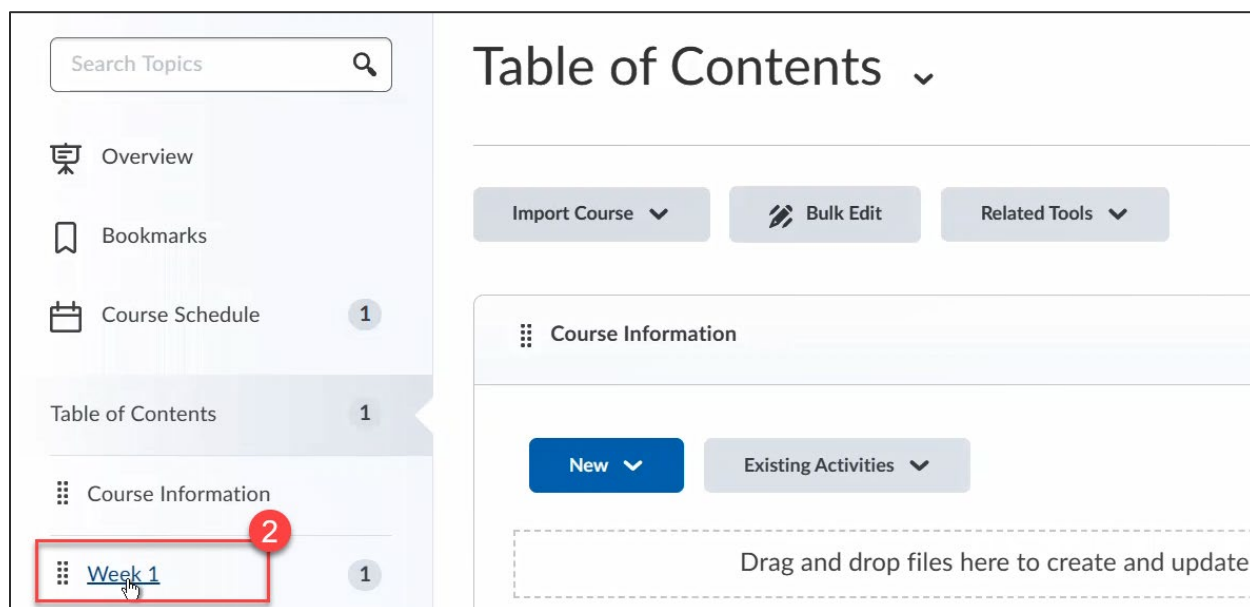 Search Topics
Overview
Bookmarks
Course Schedule 1
Table of Contents 1
Course Information
2
Week 1 1
Table of Contents
Import Course Bulk Edit Related Tools
Course Information
New Existing Activities
Drag and drop files here to create and update